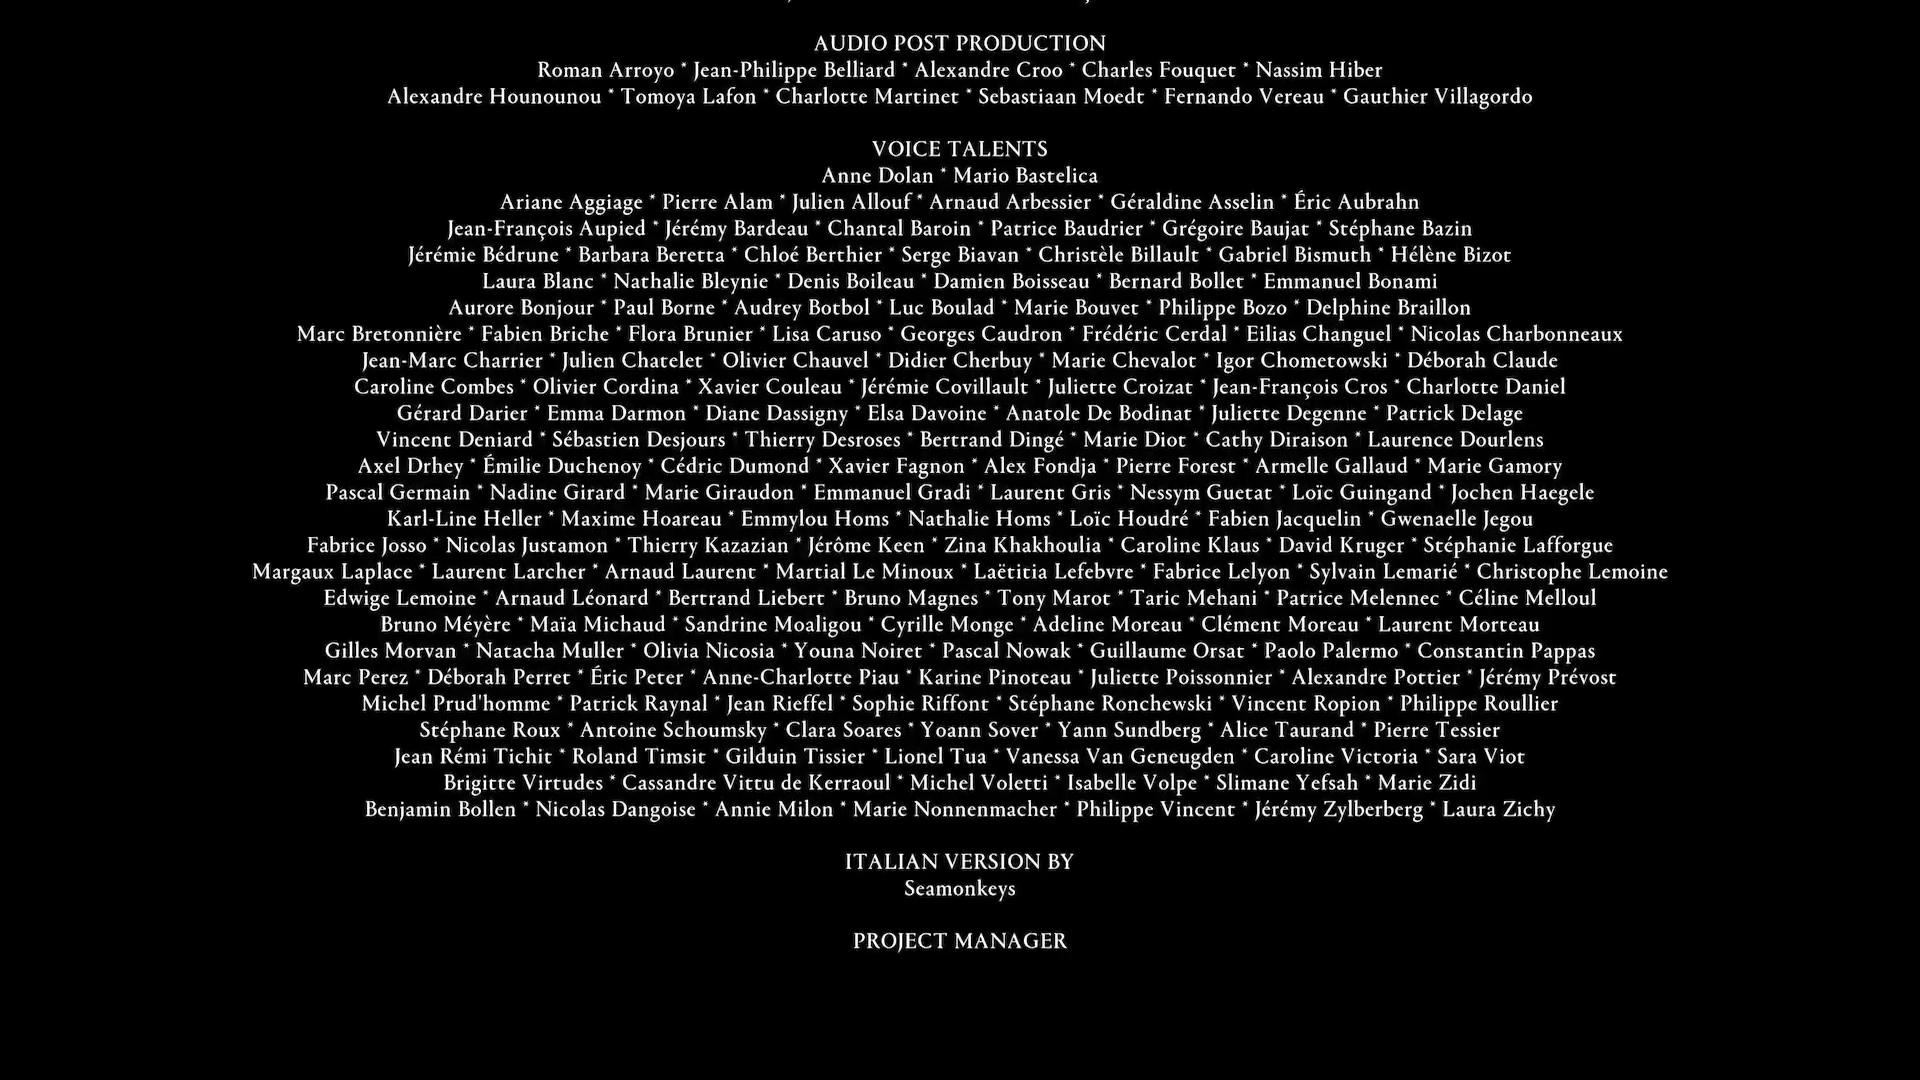 AUDIO POST PRODUCTION
Roman Arroyo * Jean-Philippe Belliard * Alexandre Croo * Charles Fouquet * Nassim Hiber
Alexandre Hounounou * Tomoya Lafon * Charlotte Martinet * Sebastiaan Moedt * Fernando Vereau * Gauthier Villagordo
VOICE TALENTS
Anne Dolan * Mario Bastelica
Ariane Aggiage * Pierre Alam * Julien Allouf * Arnaud Arbessier * Géraldine Asselin * Éric Aubrahn
Jean-François Aupied * Jérémy Bardeau * Chantal Baroin * Patrice Baudrier * Grégoire Baujat * Stéphane Bazin
Jérémie Bédrune * Barbara Beretta * Chloé Berthier * Serge Biavan * Christèle Billault * Gabriel Bismuth * Hélène Bizot
Laura Blanc * Nathalie Bleynie * Denis Boileau * Damien Boisseau * Bernard Bollet * Emmanuel Bonami
Aurore Bonjour * Paul Borne * Audrey Botbol * Luc Boulad * Marie Bouvet * Philippe Bozo * Delphine Braillon
Marc Bretonnière * Fabien Briche * Flora Brunier * Lisa Caruso * Georges Caudron * Frédéric Cerdal * Eilias Changuel * Nicolas Charbonneaux
Jean-Marc Charrier * Julien Chatelet * Olivier Chauvel * Didier Cherbuy * Marie Chevalot * Igor Chometowski * Déborah Claude
Caroline Combes * Olivier Cordina * Xavier Couleau * Jérémie Covillault * Juliette Croizat * Jean-François Cros * Charlotte Daniel
Gérard Darier * Emma Darmon * Diane Dassigny * Elsa Davoine * Anatole De Bodinat * Juliette Degenne * Patrick Delage
Vincent Deniard * Sébastien Desjours * Thierry Desroses * Bertrand Dingé * Marie Diot * Cathy Diraison * Laurence Dourlens
Axel Drhey * Émilie Duchenoy * Cédric Dumond * Xavier Fagnon * Alex Fondja * Pierre Forest * Armelle Gallaud * Marie Gamory
Pascal Germain * Nadine Girard * Marie Giraudon * Emmanuel Gradi * Laurent Gris * Nessym Guetat * Loïc Guingand * Jochen Haegele
Karl-Line Heller * Maxime Hoareau * Emmylou Homs * Nathalie Homs * Loïc Houdré * Fabien Jacquelin * Gwenaelle Jegou
Fabrice Josso * Nicolas Justamon * Thierry Kazazian * Jérôme Keen * Zina Khakhoulia * Caroline Klaus * David Kruger * Stéphanie Lafforgue
Margaux Laplace * Laurent Larcher * Arnaud Laurent * Martial Le Minoux * Laëtitia Lefebvre * Fabrice Lelyon * Sylvain Lemarié * Christophe Lemoine
Edwige Lemoine * Arnaud Léonard * Bertrand Liebert * Bruno Magnes * Tony Marot * Taric Mehani * Patrice Melennec * Céline Melloul
Bruno Méyère * Maïa Michaud * Sandrine Moaligou * Cyrille Monge * Adeline Moreau * Clément Moreau * Laurent Morteau
Gilles Morvan * Natacha Muller * Olivia Nicosia * Youna Noiret * Pascal Nowak * Guillaume Orsat * Paolo Palermo * Constantin Pappas
Marc Perez * Déborah Perret * Éric Peter * Anne-Charlotte Piau * Karine Pinoteau * Juliette Poissonnier * Alexandre Pottier * Jérémy Prévost
Michel Prud'homme * Patrick Raynal * Jean Rieffel * Sophie Riffont * Stéphane Ronchewski * Vincent Ropion * Philippe Roullier
Stéphane Roux * Antoine Schoumsky * Clara Soares * Yoann Sover * Yann Sundberg * Alice Taurand * Pierre Tessier
Jean Rémi Tichit * Roland Timsit * Gilduin Tissier * Lionel Tua * Vanessa Van Geneugden * Caroline Victoria * Sara Viot
Brigitte Virtudes * Cassandre Vittu de Kerraoul * Michel Voletti * Isabelle Volpe * Slimane Yefsah * Marie Zidi
Benjamin Bollen * Nicolas Dangoise * Annie Milon * Marie Nonnenmacher * Philippe Vincent * Jérémy Zylberberg * Laura Zichy
ITALIAN VERSION BY
Seamonkeys
PROJECT MANAGER